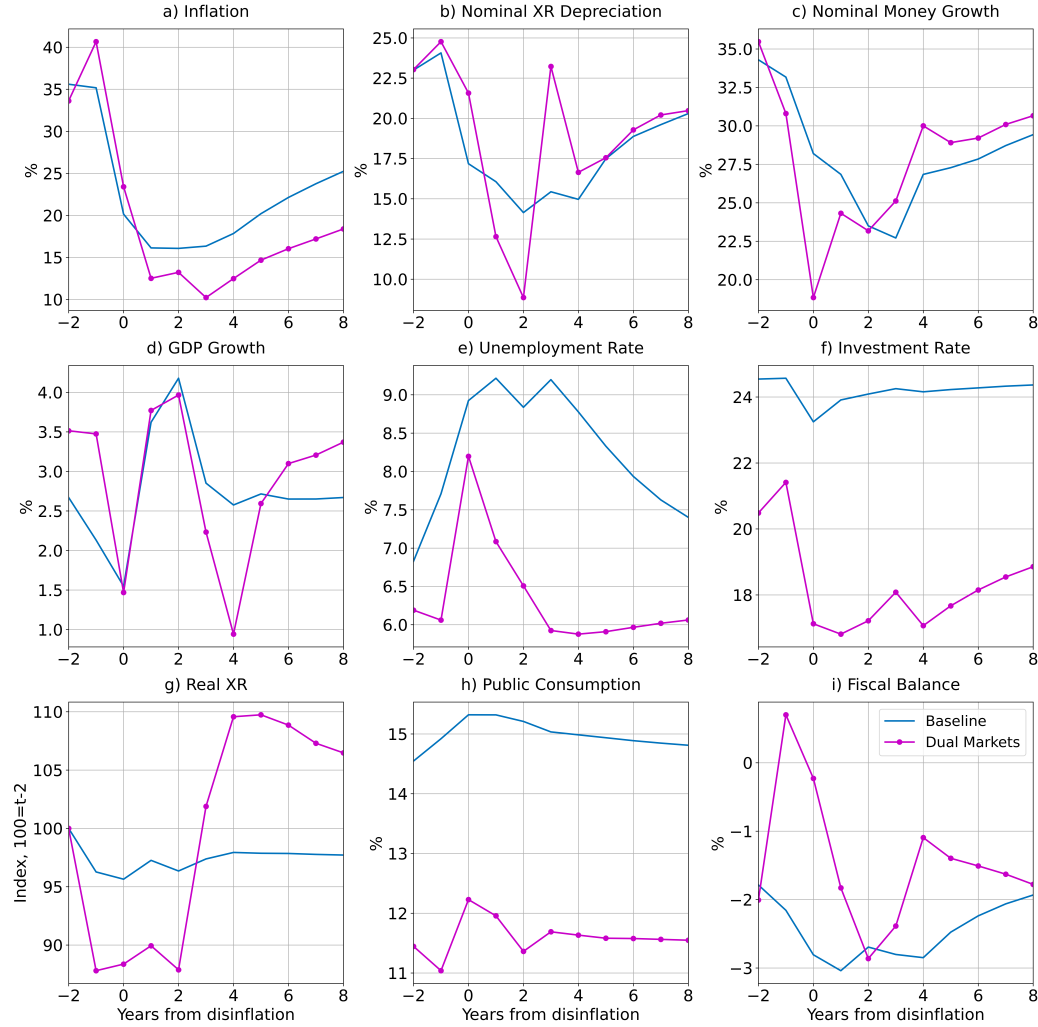 a) Inflation
b) Nominal XR Depreciation
c) Nominal Money Growth
40
35
30
25
20
15
10
%
−2 0 2 4 6 8
25.0
22.5
20.0
17.5
15.0
12.5
10.0
%
−2 0 2 4 6 8
35.0
32.5
30.0
27.5
25.0
22.5
20.0
%
−2 0 2 4 6 8
d) GDP Growth
e) Unemployment Rate
f) Investment Rate
4.0
3.5
3.0
2.5
2.0
1.5
1.0
%
−2 0 2 4 6 8
9.0
8.5
8.0
7.5
7.0
6.5
6.0
%
−2 0 2 4 6 8
24
22
20
18
%
−2 0 2 4 6 8
g) Real XR
h) Public Consumption
i) Fiscal Balance
110
105
100
95
90
Index, 100=t-2
−2 0 2 4 6 8
Years from disinflation
15
14
13
12
11
%
−2 0 2 4 6 8
Years from disinflation
Baseline
Dual Markets
0
−1
−2
−3
%
−2 0 2 4 6 8
Years from disinflation